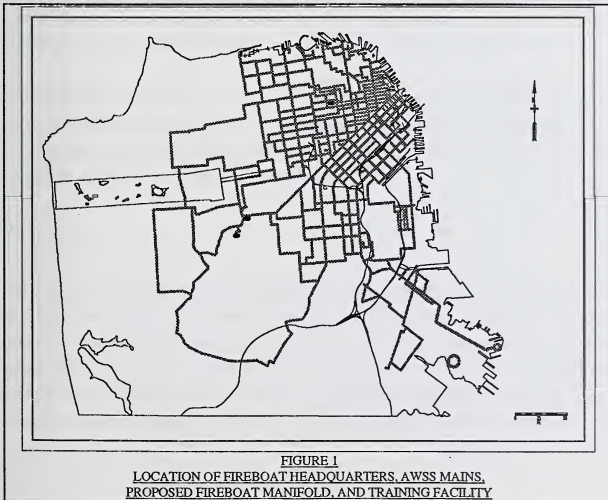 FIGURE 1
LOCATION OF FIREBOAT HEADQUARTERS, AWSS MAINS,
PROPOSED FIREBOAT MANIFOLD, AND TRAINING FACILITY